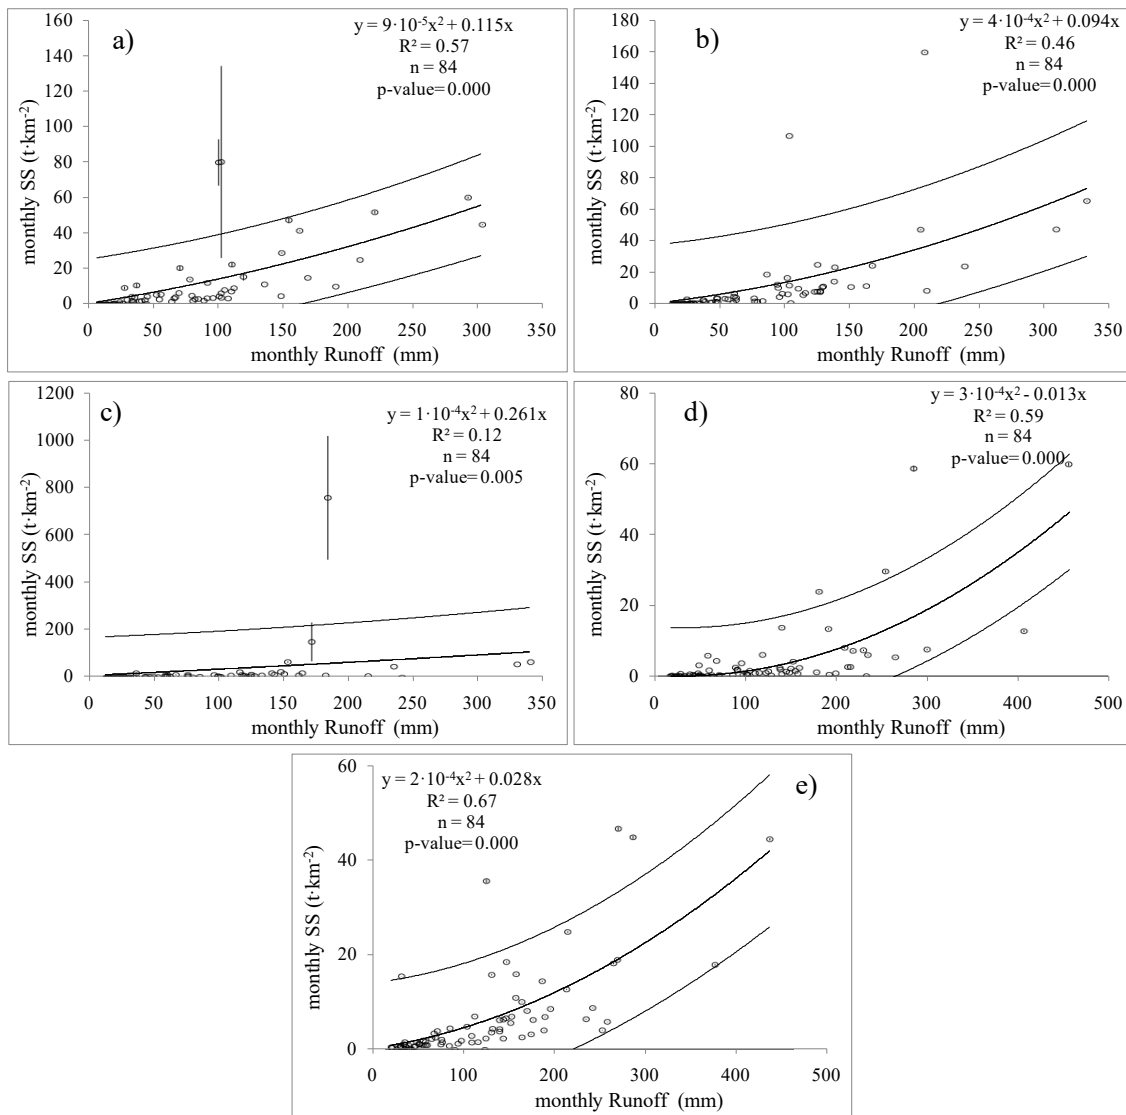 a)
y = 9·10⁻⁵x² + 0.115x
R² = 0.57
n = 84
p-value=0.000
monthly SS (t·km⁻²)
160
140
120
100
80
60
40
20
0
0 50 100 150 200 250 300 350
monthly Runoff (mm)
b)
y = 4·10⁻⁴x² + 0.094x
R² = 0.46
n = 84
p-value=0.000
monthly SS (t·km⁻²)
180
160
140
120
100
80
60
40
20
0
0 50 100 150 200 250 300 350
monthly Runoff (mm)
c)
y = 1·10⁻⁴x² + 0.261x
R² = 0.12
n = 84
p-value=0.005
monthly SS (t·km⁻²)
1200
1000
800
600
400
200
0
0 50 100 150 200 250 300 350
monthly Runoff (mm)
d)
y = 3·10⁻⁴x² - 0.013x
R² = 0.59
n = 84
p-value=0.000
monthly SS (t·km⁻²)
80
60
40
20
0
0 100 200 300 400 500
monthly Runoff (mm)
e)
y = 2·10⁻⁴x² + 0.028x
R² = 0.67
n = 84
p-value=0.000
monthly SS (t·km⁻²)
60
40
20
0
0 100 200 300 400 500
monthly Runoff (mm)